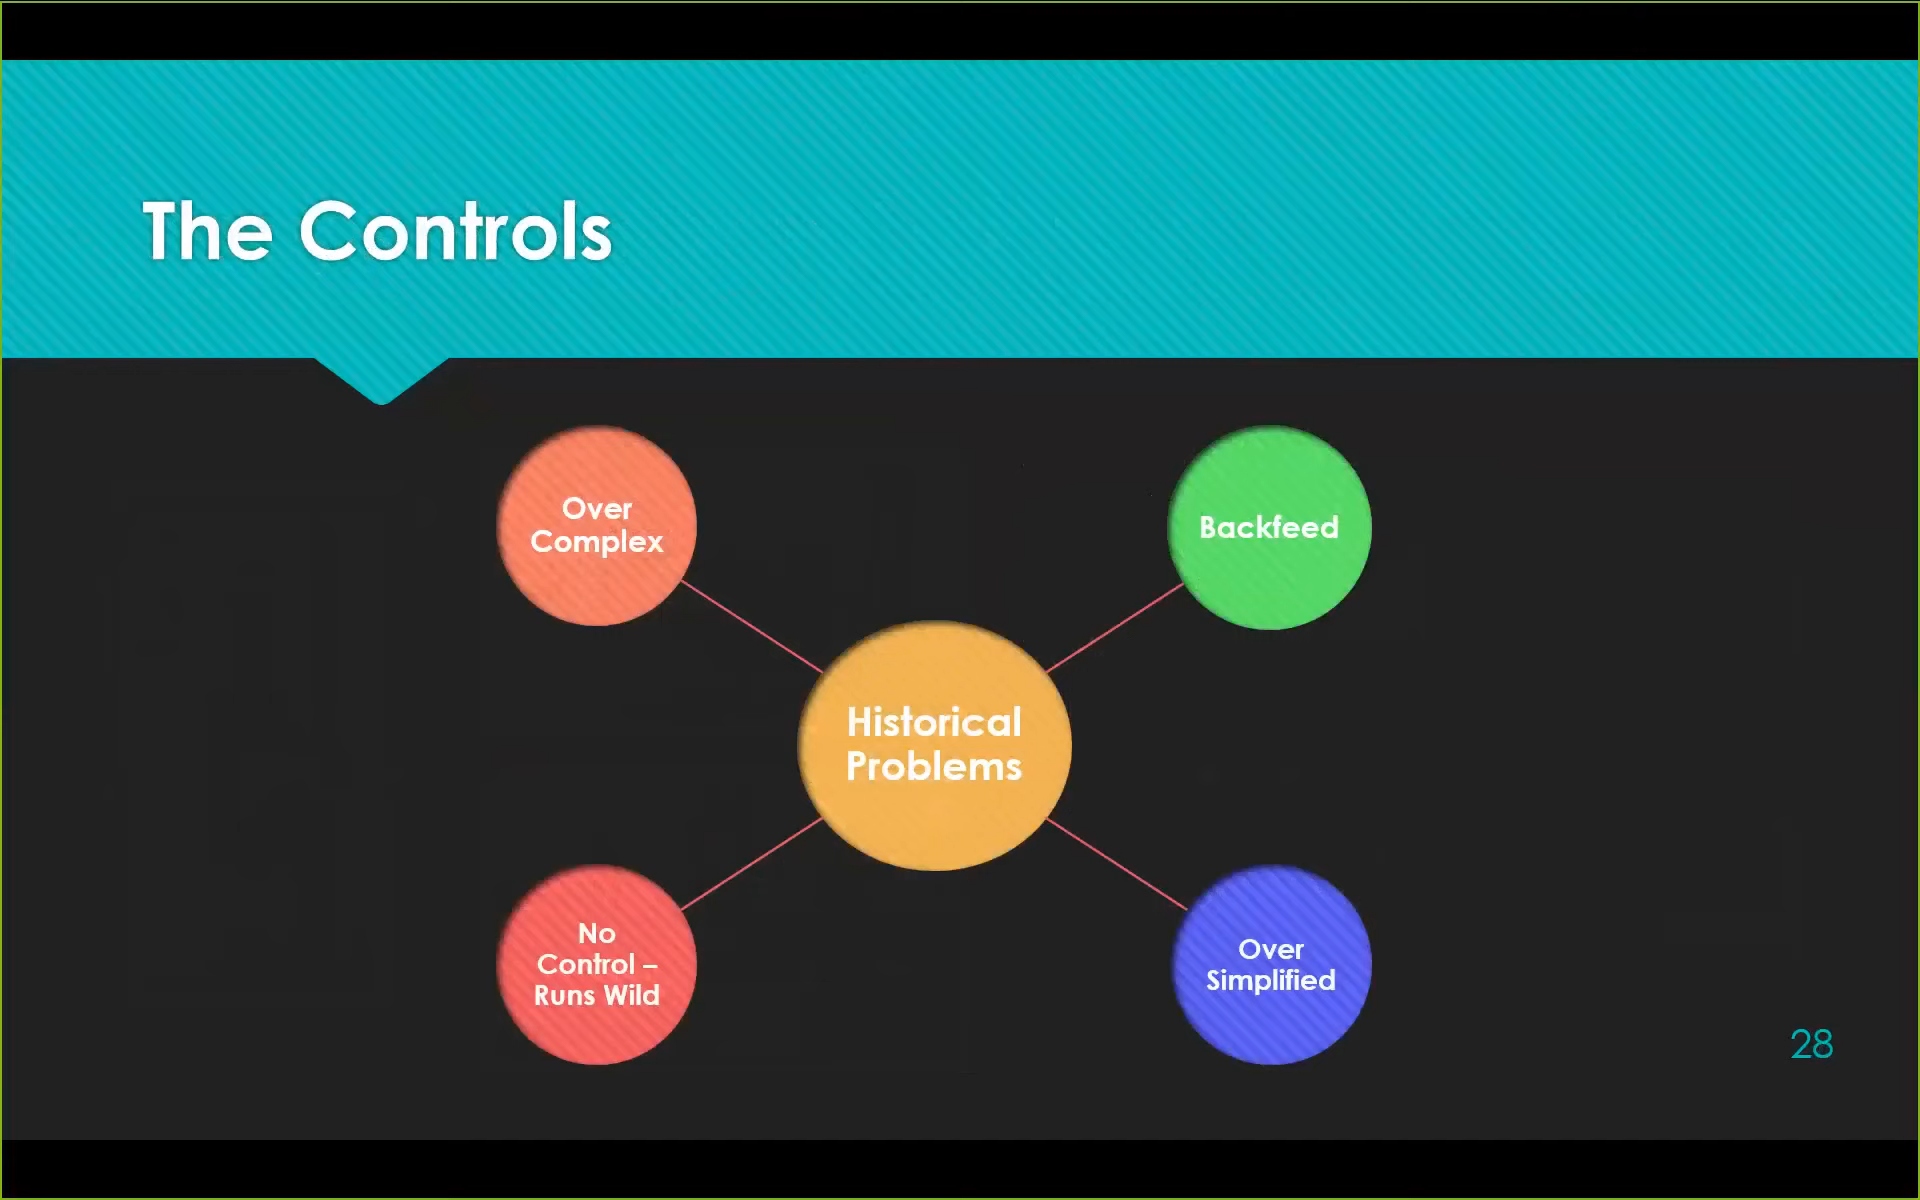 The Controls
Over
Complex
Backfeed
Historical
Problems
No
Control –
Runs Wild
Over
Simplified
28